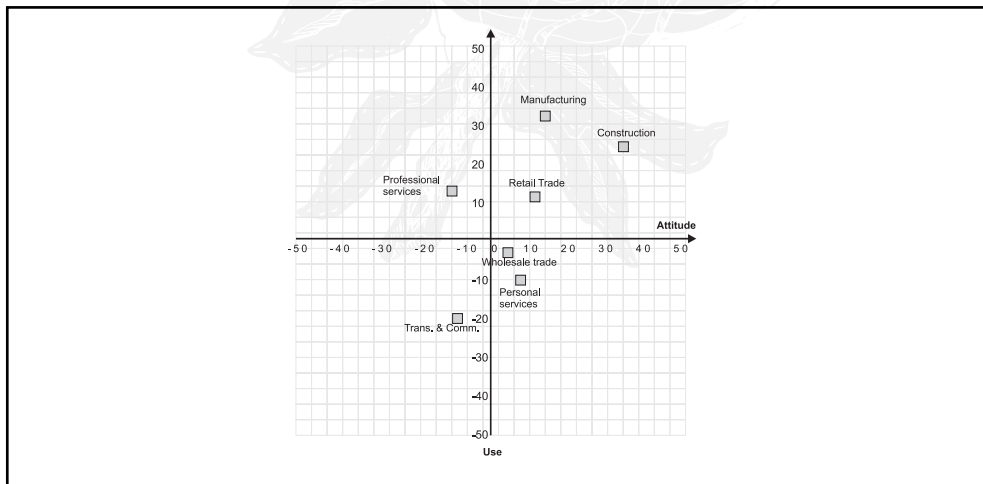 50
40
Manufacturing
30
Construction
20
Professional
services
Retail Trade
10
Attitude
-50 -40 -30 -20 -10 0 10 20 30 40 50
Wholesale trade
-10
Personal
services
-20
Trans. & Comm.
-30
-40
-50
Use